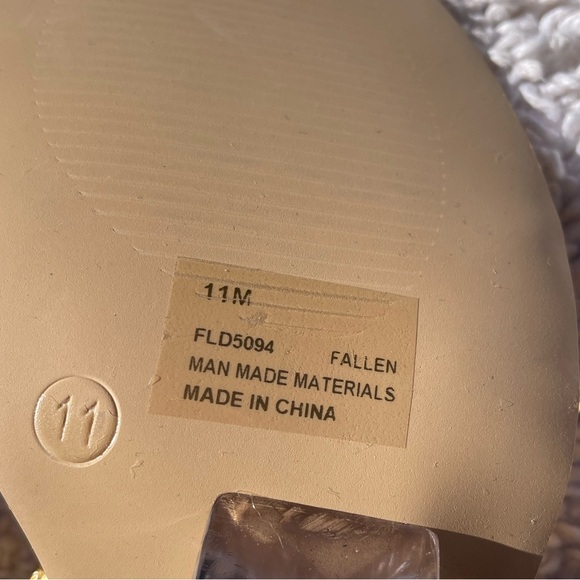 11M
FLD5094 FALLEN
MAN MADE MATERIALS
MADE IN CHINA
11